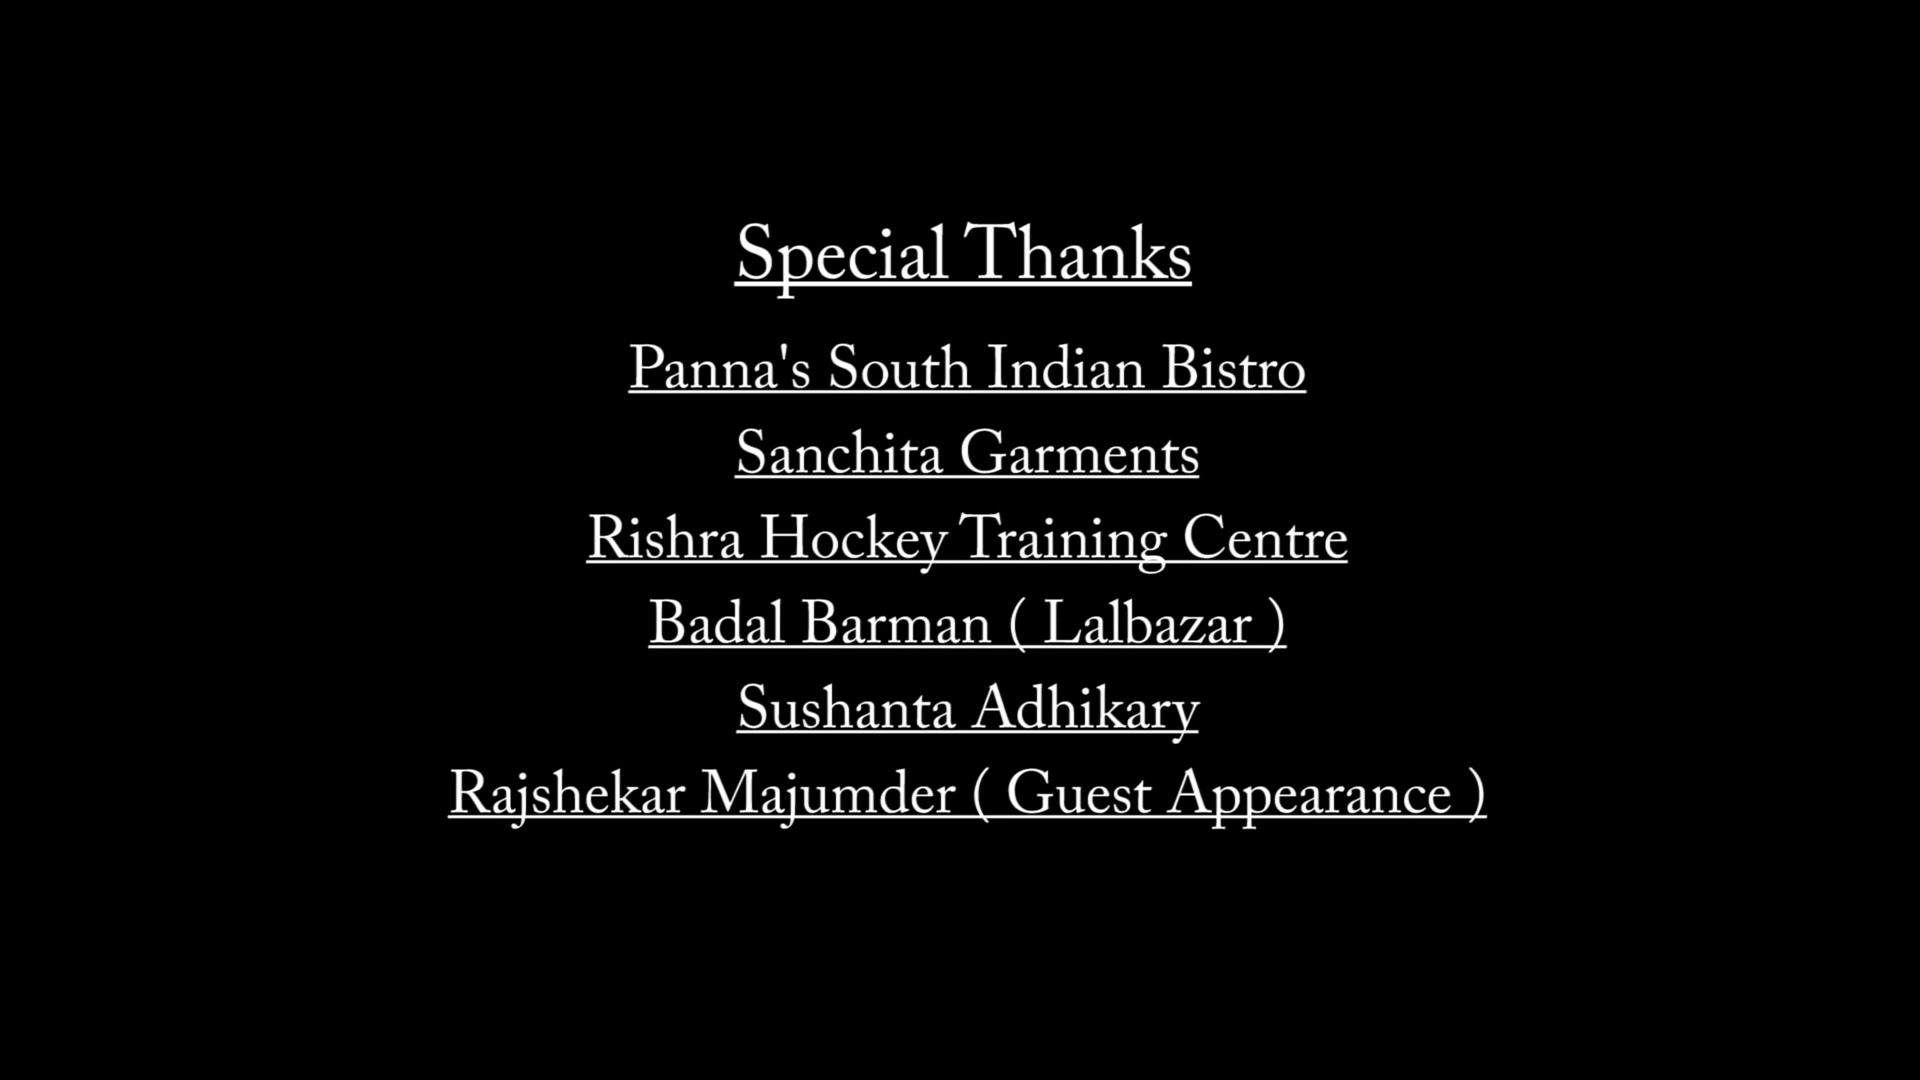 Special Thanks
Panna's South Indian Bistro
Sanchita Garments
Rishra Hockey Training Centre
Badal Barman ( Lalbazar )
Sushanta Adhikary
Rajshekar Majumder ( Guest Appearance )